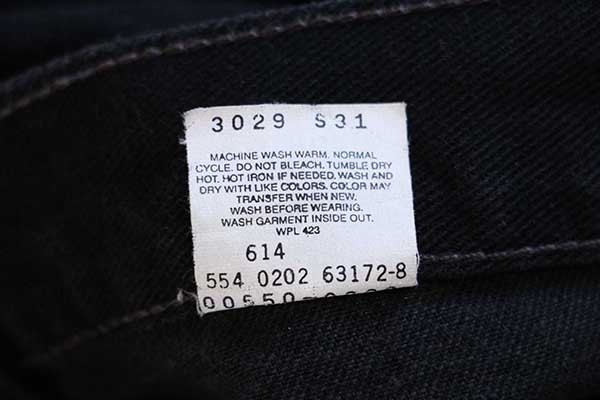 3029 S31
MACHINE WASH WARM. NORMAL
CYCLE. DO NOT BLEACH. TUMBLE DRY
HOT. HOT IRON IF NEEDED. WASH AND
DRY WITH LIKE COLORS. COLOR MAY
TRANSFER WHEN NEW.
WASH BEFORE WEARING.
WASH GARMENT INSIDE OUT.
WPL 423
614
554 0202 63172-8